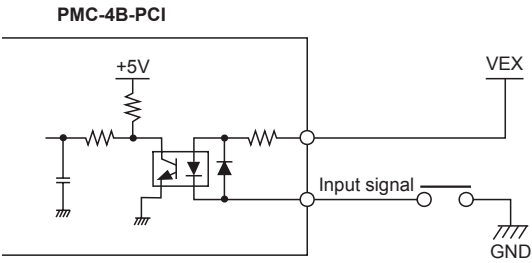 PMC-4B-PCI
+5V
VEX
Input signal
GND